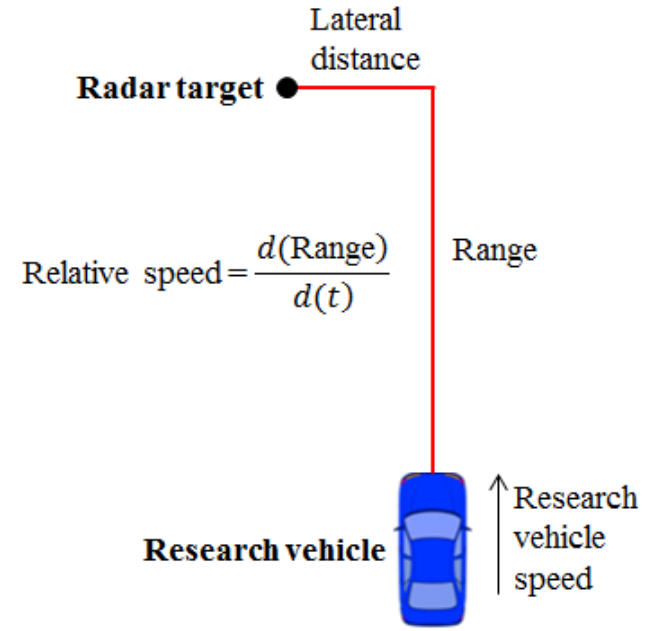 Lateral
distance
Radar target
Relative speed = d(Range) / d(t)
Range
Research vehicle
Research
vehicle
speed